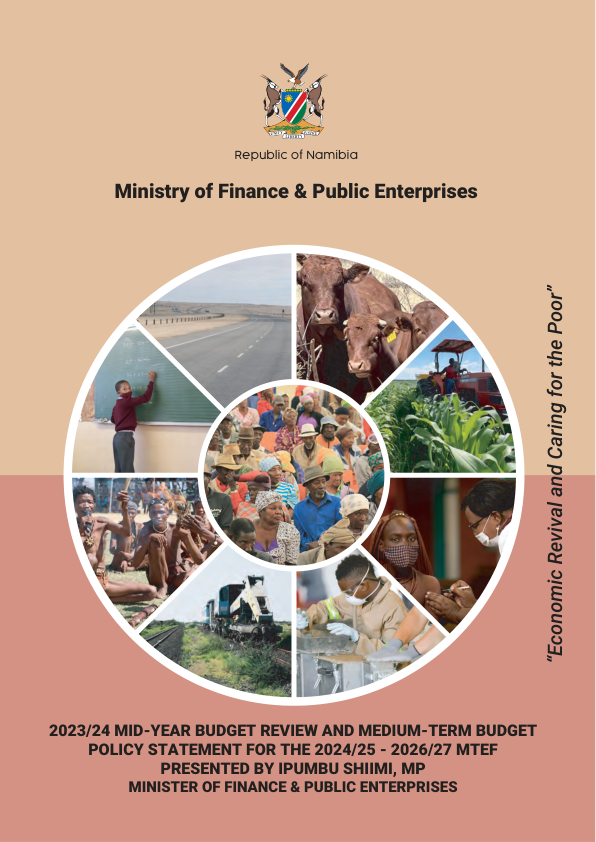 Republic of Namibia
Ministry of Finance & Public Enterprises
"Economic Revival and Caring for the Poor"
2023/24 MID-YEAR BUDGET REVIEW AND MEDIUM-TERM BUDGET
POLICY STATEMENT FOR THE 2024/25 - 2026/27 MTEF
PRESENTED BY IPUMBU SHIIMI, MP
MINISTER OF FINANCE & PUBLIC ENTERPRISES